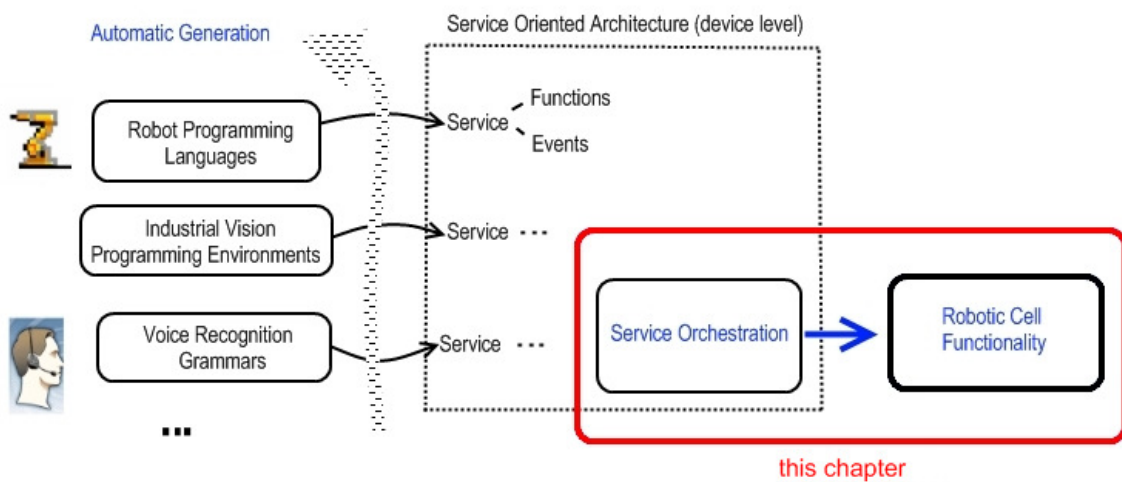 Automatic Generation
Service Oriented Architecture (device level)
Robot Programming
Languages
Service
Functions
Events
Industrial Vision
Programming Environments
Service ...
Voice Recognition
Grammars
Service ...
...
Service Orchestration
Robotic Cell
Functionality
this chapter